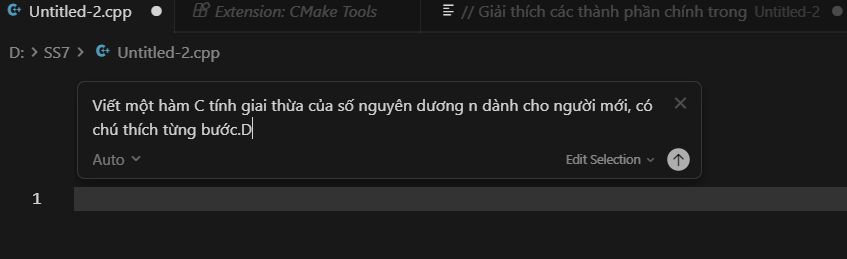 Untitled-2.cpp
Extension: CMake Tools
// Giải thích các thành phần chính trong Untitled-2
D: > SS7 > Untitled-2.cpp
Viết một hàm C tính giai thừa của số nguyên dương n dành cho người mới, có
chú thích từng bước.D
Auto
Edit Selection
1